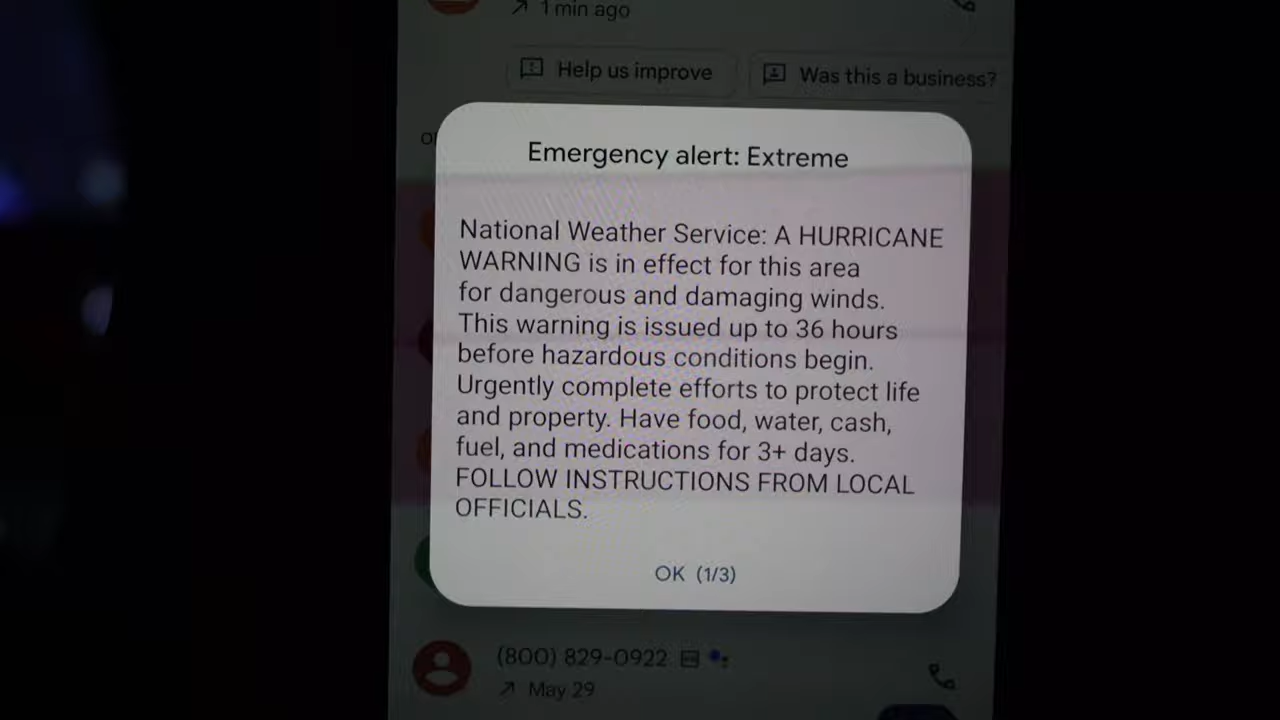 1 min ago
Help us improve
Was this a business?
Emergency alert: Extreme
National Weather Service: A HURRICANE
WARNING is in effect for this area
for dangerous and damaging winds.
This warning is issued up to 36 hours
before hazardous conditions begin.
Urgently complete efforts to protect life
and property. Have food, water, cash,
fuel, and medications for 3+ days.
FOLLOW INSTRUCTIONS FROM LOCAL
OFFICIALS.
OK (1/3)
(800) 829-0922
May 29